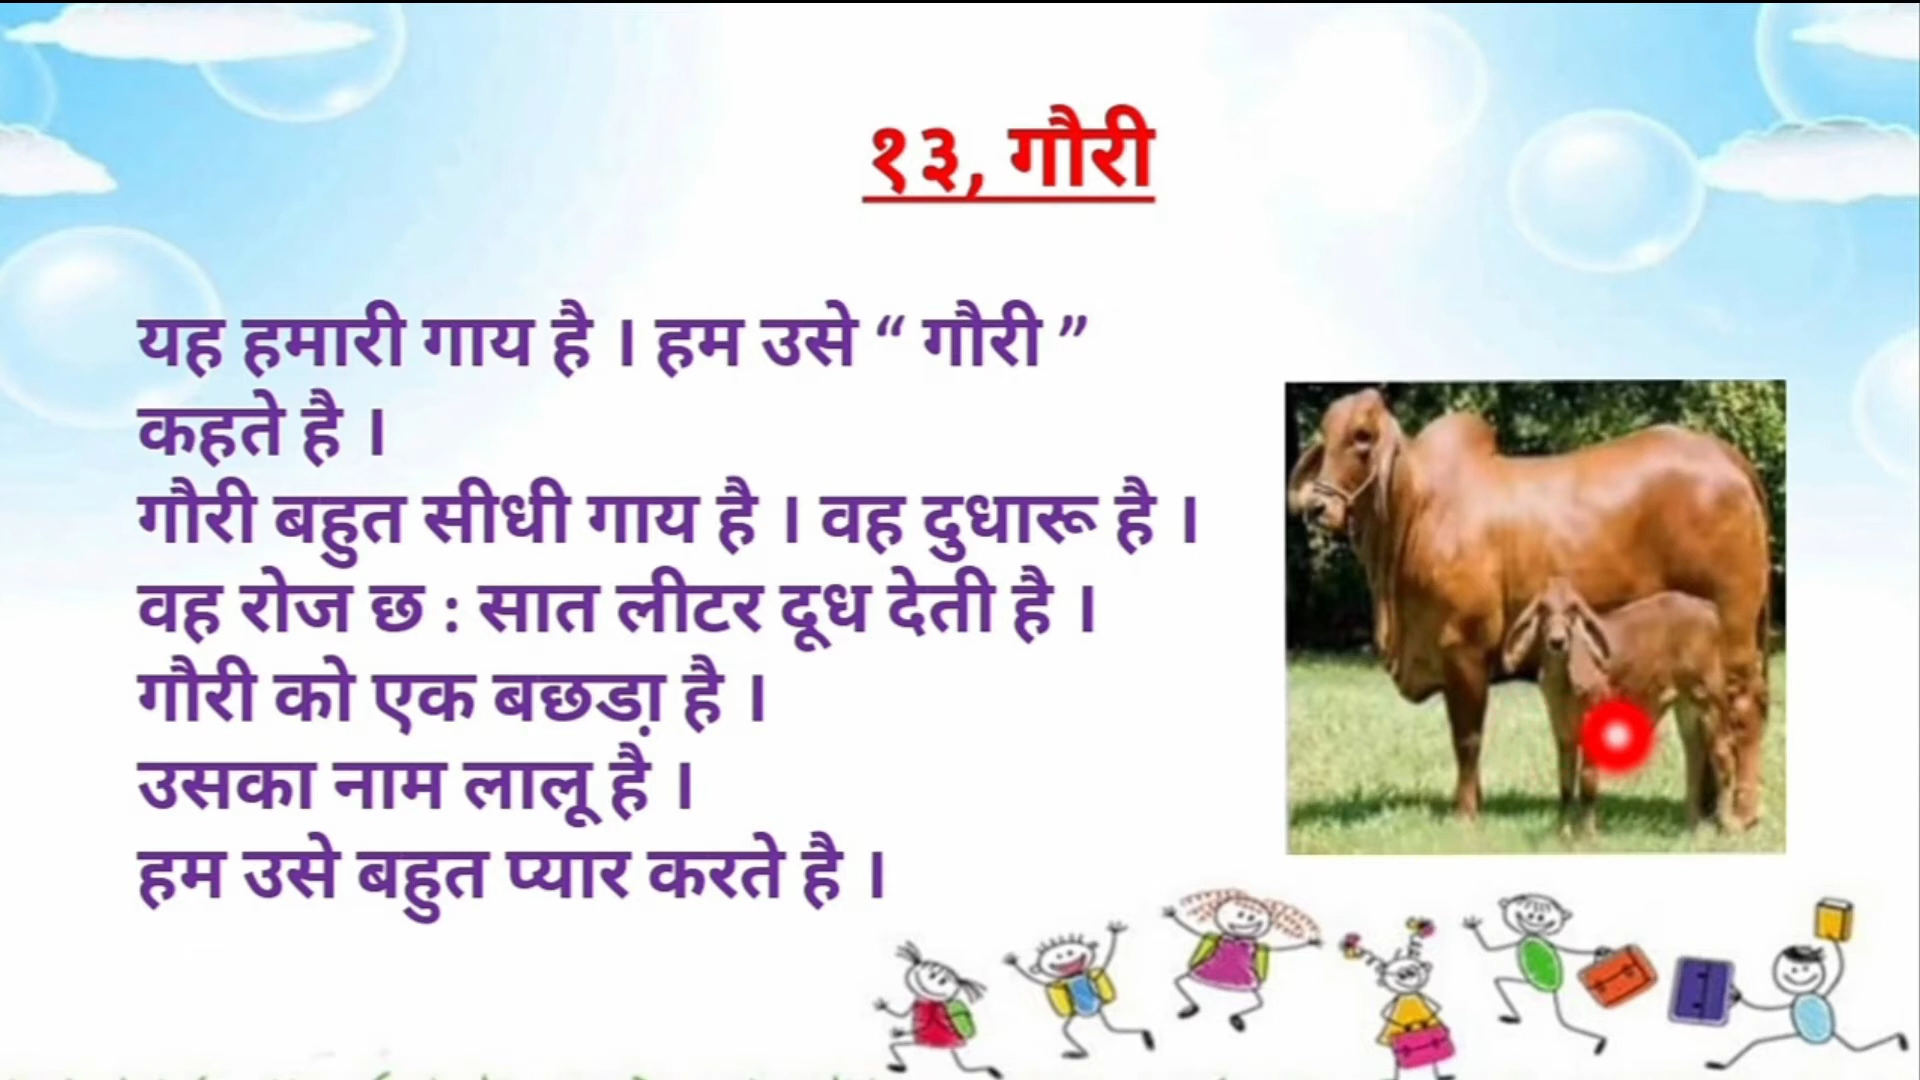 १३, गौरी
यह हमारी गाय है । हम उसे “ गौरी ”
कहते है ।
गौरी बहुत सीधी गाय है । वह दुधारू है ।
वह रोज छ : सात लीटर दूध देती है ।
गौरी को एक बछडा़ है ।
उसका नाम लालू है ।
हम उसे बहुत प्यार करते है ।